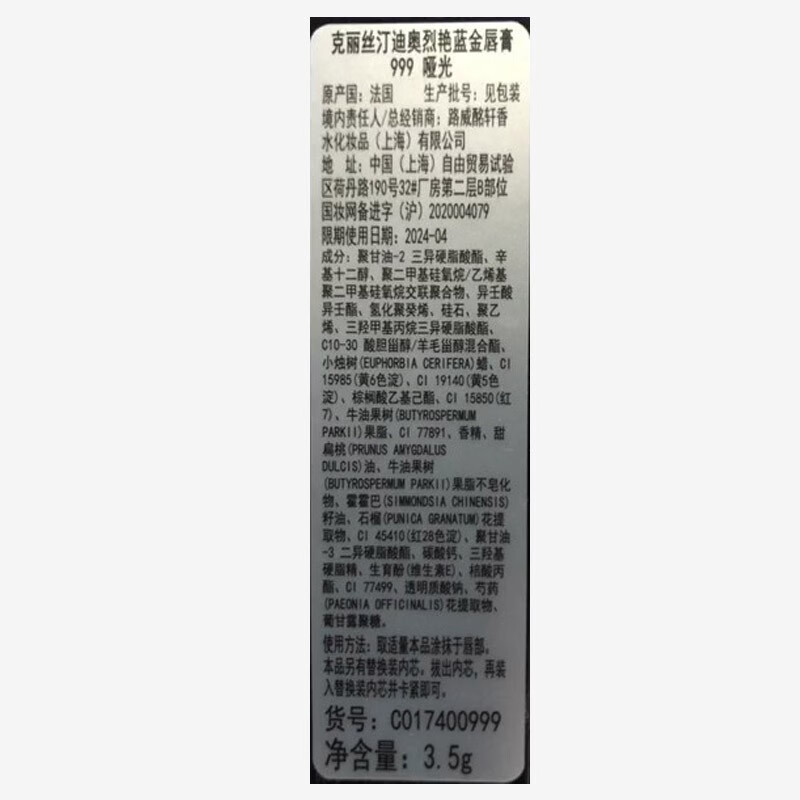 克丽丝汀迪奥烈艳蓝金唇膏
999 哑光
原产国：法国　生产批号：见包装
境内责任人/总经销商：路威酩轩香
水化妆品（上海）有限公司
地　址：中国（上海）自由贸易试验
区荷丹路190号32#厂房第二层B部位
国妆网备进字（沪）2020004079
限期使用日期：2024-04
成分：聚甘油-2 三异硬脂酸酯、辛
基十二醇、聚二甲基硅氧烷/乙烯基
聚二甲基硅氧烷交联聚合物、异壬酸
异壬酯、氢化聚癸烯、硅石、聚乙
烯、三羟甲基丙烷三异硬脂酸酯、
C10-30 酸胆甾醇/羊毛甾醇混合酯、
小烛树(EUPHORBIA CERIFERA)蜡、CI
15985(黄6色淀)、CI 19140(黄5色
淀)、棕榈酸乙基己酯、CI 15850(红
7)、牛油果树(BUTYROSPERMUM
PARKII)果脂、CI 77891、香精、甜
扁桃(PRUNUS AMYGDALUS
DULCIS)油、牛油果树
(BUTYROSPERMUM PARKII)果脂不皂化
物、霍霍巴(SIMMONDSIA CHINENSIS)
籽油、石榴(PUNICA GRANATUM)花提
取物、CI 45410(红28色淀)、聚甘油
-3 二异硬脂酸酯、碳酸钙、三羟基
硬脂精、生育酚(维生素E)、棓酸丙
酯、CI 77499、透明质酸钠、芍药
(PAEONIA OFFICINALIS)花提取物、
葡甘露聚糖。
使用方法：取适量本品涂抹于唇部。
本品另有替换装内芯。拔出内芯，再装
入替换装内芯并卡紧即可。
货号：C017400999
净含量：3.5g